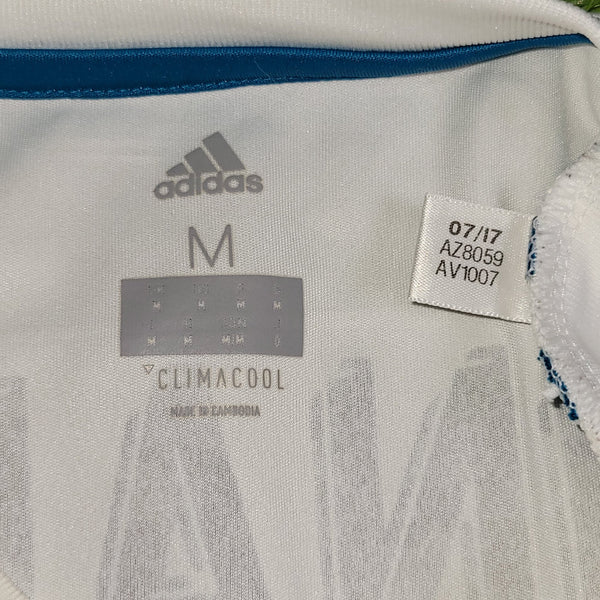 adidas
M
M M M M
M M M/M
CLIMACOOL
MADE IN CAMBODIA
07/17
AZ8059
AV1007